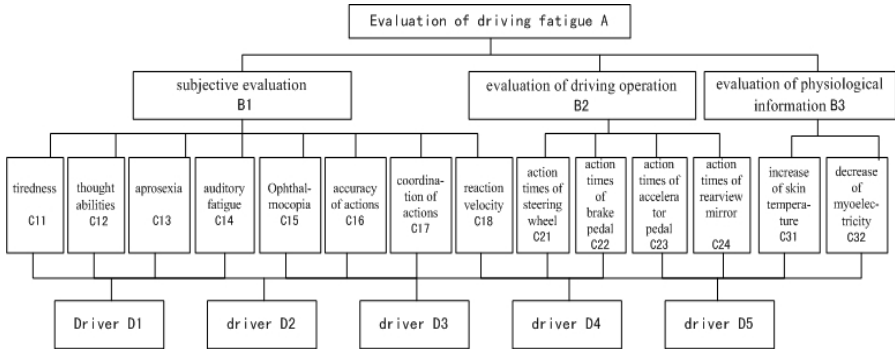 Evaluation of driving fatigue A
subjective evaluation
B1
evaluation of driving operation
B2
evaluation of physiological
information B3
tiredness
C11
thought
abilities
C12
aprosexia
C13
auditory
fatigue
C14
Ophthal-
mocopia
C15
accuracy
of actions
C16
coordina-
tion of
actions
C17
reaction
velocity
C18
action
times of
steering
wheel
C21
action
times of
brake
pedal
C22
action
times of
accelera
tor pedal
C23
action
times of
rearview
mirror
C24
increase
of skin
tempera-
ture
C31
decrease
of
myoelec-
tricity
C32
Driver D1
driver D2
driver D3
driver D4
driver D5